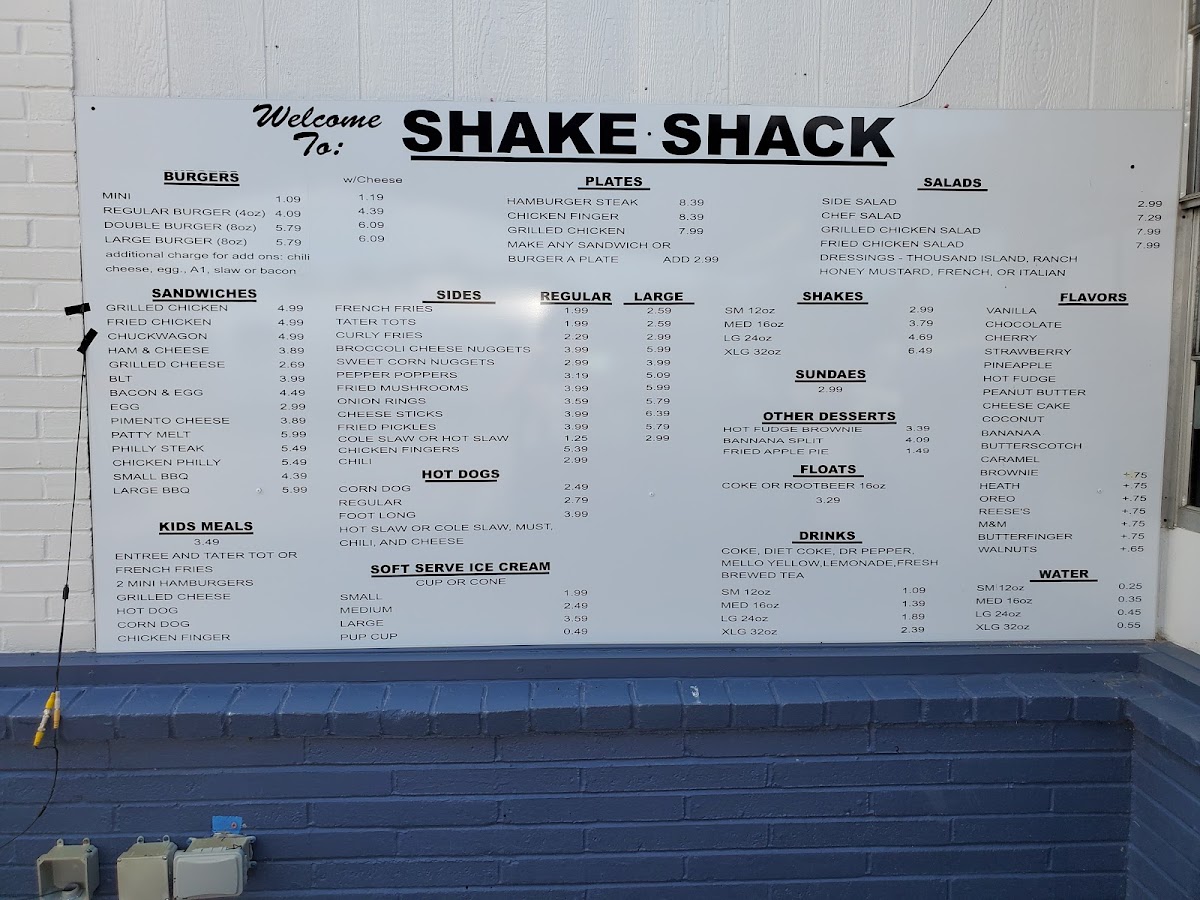 Welcome To:
SHAKE·SHACK
BURGERS w/Cheese
MINI 1.09 1.19
REGULAR BURGER (4oz) 4.09 4.39
DOUBLE BURGER (8oz) 5.79 6.09
LARGE BURGER (8oz) 5.79 6.09
additional charge for add ons: chili
cheese, egg., A1, slaw or bacon
PLATES
HAMBURGER STEAK 8.39
CHICKEN FINGER 8.39
GRILLED CHICKEN 7.99
MAKE ANY SANDWICH OR
BURGER A PLATE ADD 2.99
SALADS
SIDE SALAD 2.99
CHEF SALAD 7.29
GRILLED CHICKEN SALAD 7.99
FRIED CHICKEN SALAD 7.99
DRESSINGS - THOUSAND ISLAND, RANCH
HONEY MUSTARD, FRENCH, OR ITALIAN
SANDWICHES
GRILLED CHICKEN 4.99
FRIED CHICKEN 4.99
CHUCKWAGON 4.99
HAM & CHEESE 3.89
GRILLED CHEESE 2.69
BLT 3.99
BACON & EGG 4.49
EGG 2.99
PIMENTO CHEESE 3.89
PATTY MELT 5.99
PHILLY STEAK 5.49
CHICKEN PHILLY 5.49
SMALL BBQ 4.39
LARGE BBQ 5.99
KIDS MEALS
3.49
ENTREE AND TATER TOT OR
FRENCH FRIES
2 MINI HAMBURGERS
GRILLED CHEESE
HOT DOG
CORN DOG
CHICKEN FINGER
SIDES REGULAR LARGE
FRENCH FRIES 1.99 2.59
TATER TOTS 1.99 2.59
CURLY FRIES 2.29 2.99
BROCCOLI CHEESE NUGGETS 3.99 5.99
SWEET CORN NUGGETS 2.99 3.99
PEPPER POPPERS 3.19 5.09
FRIED MUSHROOMS 3.99 5.99
ONION RINGS 3.59 5.79
CHEESE STICKS 3.99 6.39
FRIED PICKLES 3.99 5.79
COLE SLAW OR HOT SLAW 1.25 2.99
CHICKEN FINGERS 5.39
CHILI 2.99
HOT DOGS
CORN DOG 2.49
REGULAR 2.79
FOOT LONG 3.99
HOT SLAW OR COLE SLAW, MUST,
CHILI, AND CHEESE
SOFT SERVE ICE CREAM
CUP OR CONE
SMALL 1.99
MEDIUM 2.49
LARGE 3.59
PUP CUP 0.49
SHAKES
SM 12oz 2.99
MED 16oz 3.79
LG 24oz 4.69
XLG 32oz 6.49
SUNDAES
2.99
OTHER DESSERTS
HOT FUDGE BROWNIE 3.39
BANNANA SPLIT 4.09
FRIED APPLE PIE 1.49
FLOATS
COKE OR ROOTBEER 16oz
3.29
DRINKS
COKE, DIET COKE, DR PEPPER,
MELLO YELLOW,LEMONADE,FRESH
BREWED TEA
SM 12oz 1.09
MED 16oz 1.39
LG 24oz 1.89
XLG 32oz 2.39
FLAVORS
VANILLA
CHOCOLATE
CHERRY
STRAWBERRY
PINEAPPLE
HOT FUDGE
PEANUT BUTTER
CHEESE CAKE
COCONUT
BANANAA
BUTTERSCOTCH
CARAMEL
BROWNIE +.75
HEATH +.75
OREO +.75
REESE'S +.75
M&M +.75
BUTTERFINGER +.75
WALNUTS +.65
WATER
SM 12oz 0.25
MED 16oz 0.35
LG 24oz 0.45
XLG 32oz 0.55